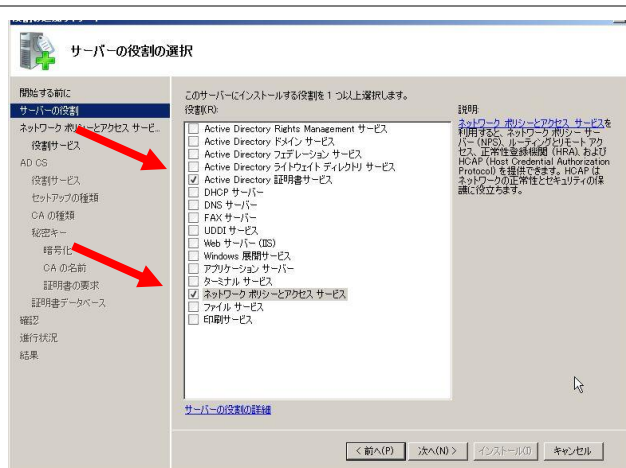 サーバーの役割の選択
開始する前に
サーバーの役割
ネットワーク ポリシーとアクセス サービ...
役割サービス
AD CS
役割サービス
セットアップの種類
CA の種類
秘密キー
暗号化
CA の名前
証明書の要求
証明書データベース
確認
進行状況
結果
このサーバーにインストールする役割を 1 つ以上選択します。
役割(R):
Active Directory Rights Management サービス
Active Directory ドメイン サービス
Active Directory フェデレーション サービス
Active Directory ライトウェイト ディレクトリ サービス
Active Directory 証明書サービス
DHCP サーバー
DNS サーバー
FAX サーバー
UDDI サービス
Web サーバー (IIS)
Windows 展開サービス
アプリケーション サーバー
ターミナル サービス
ネットワーク ポリシーとアクセス サービス
ファイル サービス
印刷サービス
サーバーの役割の詳細
説明:
ネットワーク ポリシーとアクセス サービスを
利用すると、ネットワーク ポリシー サー
バー (NPS)、ルーティングとリモート アク
セス、正常性登録機関 (HRA)、および
HCAP (Host Credential Authorization
Protocol) を提供できます。HCAP は
ネットワークの正常性とセキュリティの保
護に役立ちます。
< 前へ(P)
次へ(N) >
インストール(I)
キャンセル